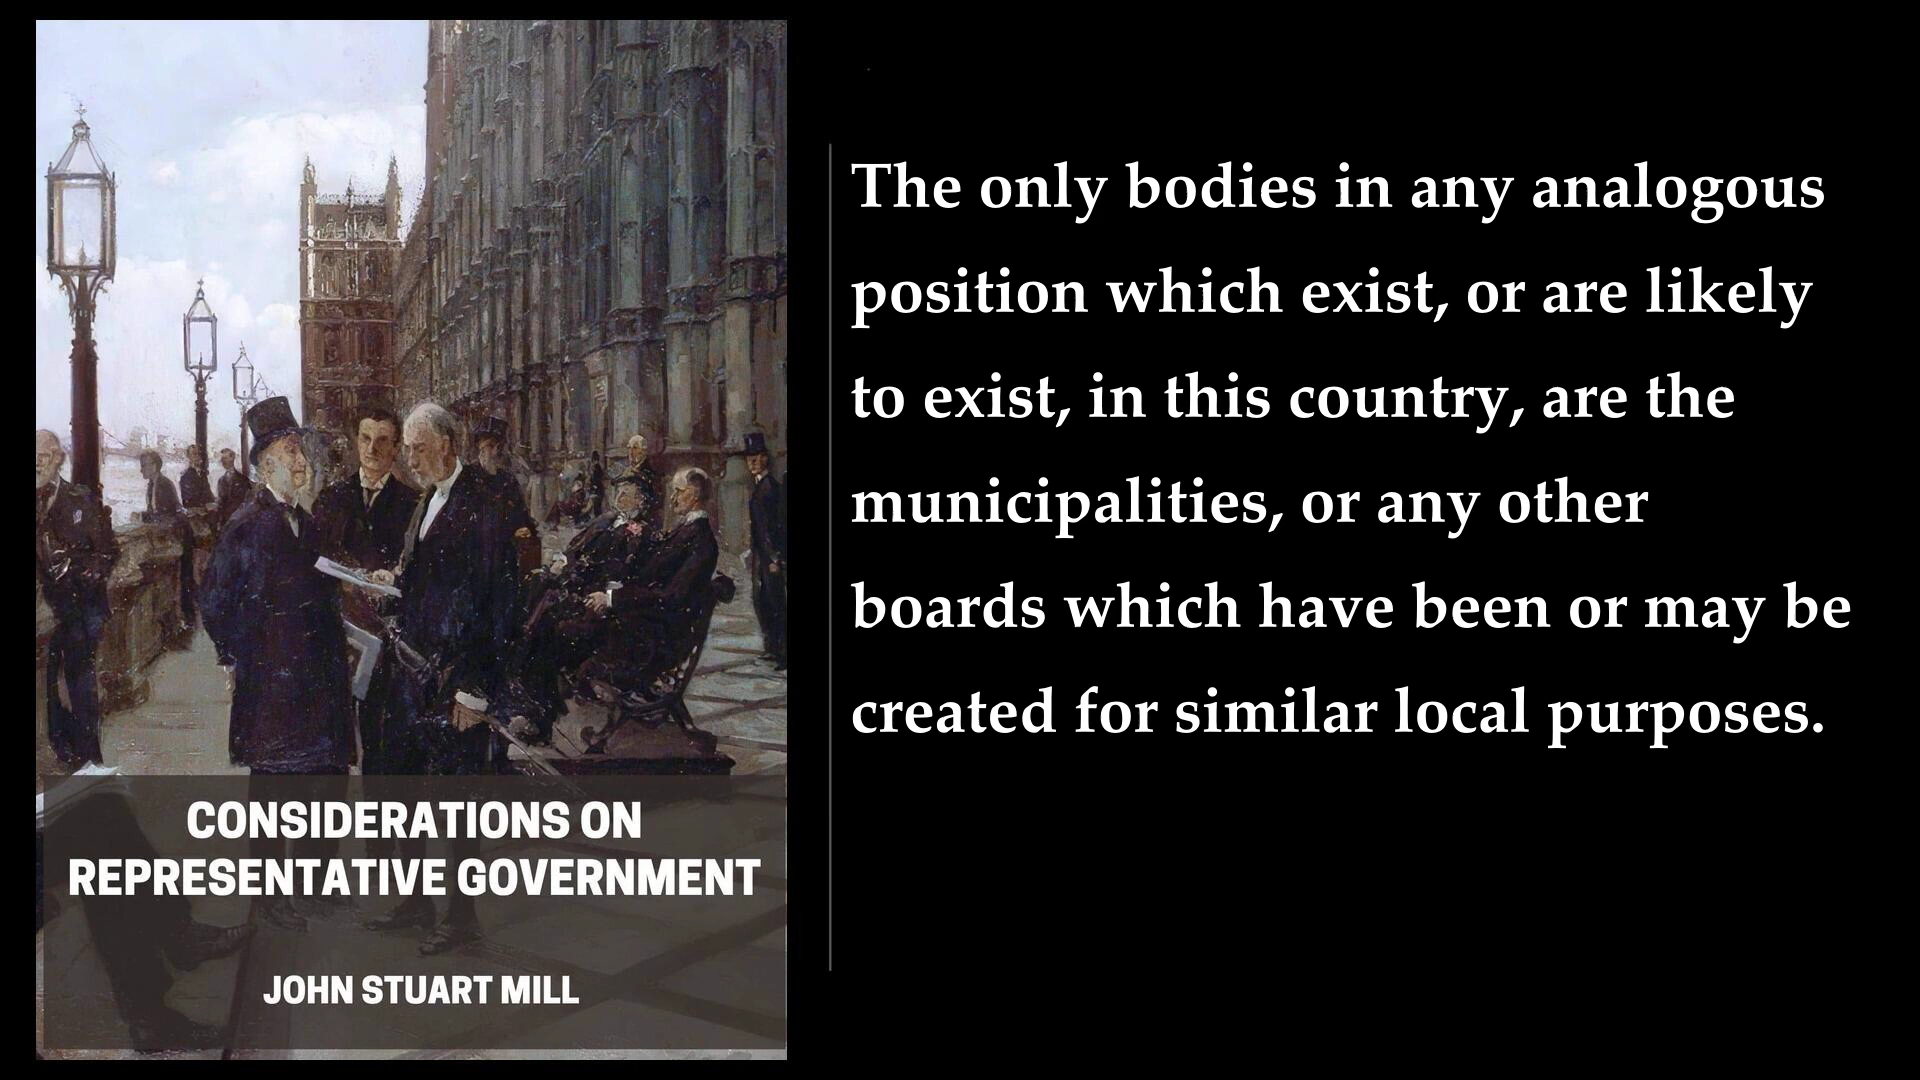 CONSIDERATIONS ON
REPRESENTATIVE GOVERNMENT
JOHN STUART MILL
The only bodies in any analogous
position which exist, or are likely
to exist, in this country, are the
municipalities, or any other
boards which have been or may be
created for similar local purposes.